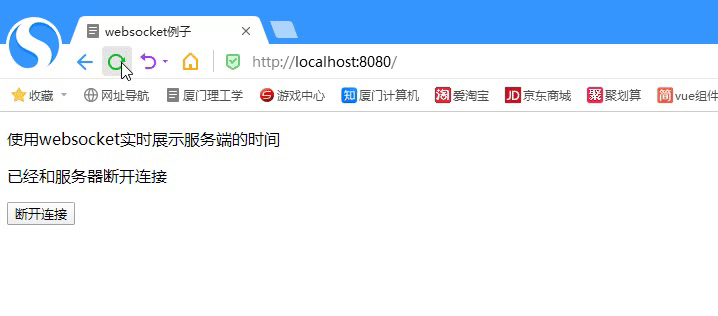 websocket例子
http://localhost:8080/
收藏 网址导航 厦门理工学 游戏中心 知 厦门计算机 淘 爱淘宝 JD 京东商城 聚 聚划算 简 vue组件
使用websocket实时展示服务端的时间
已经和服务器断开连接
断开连接